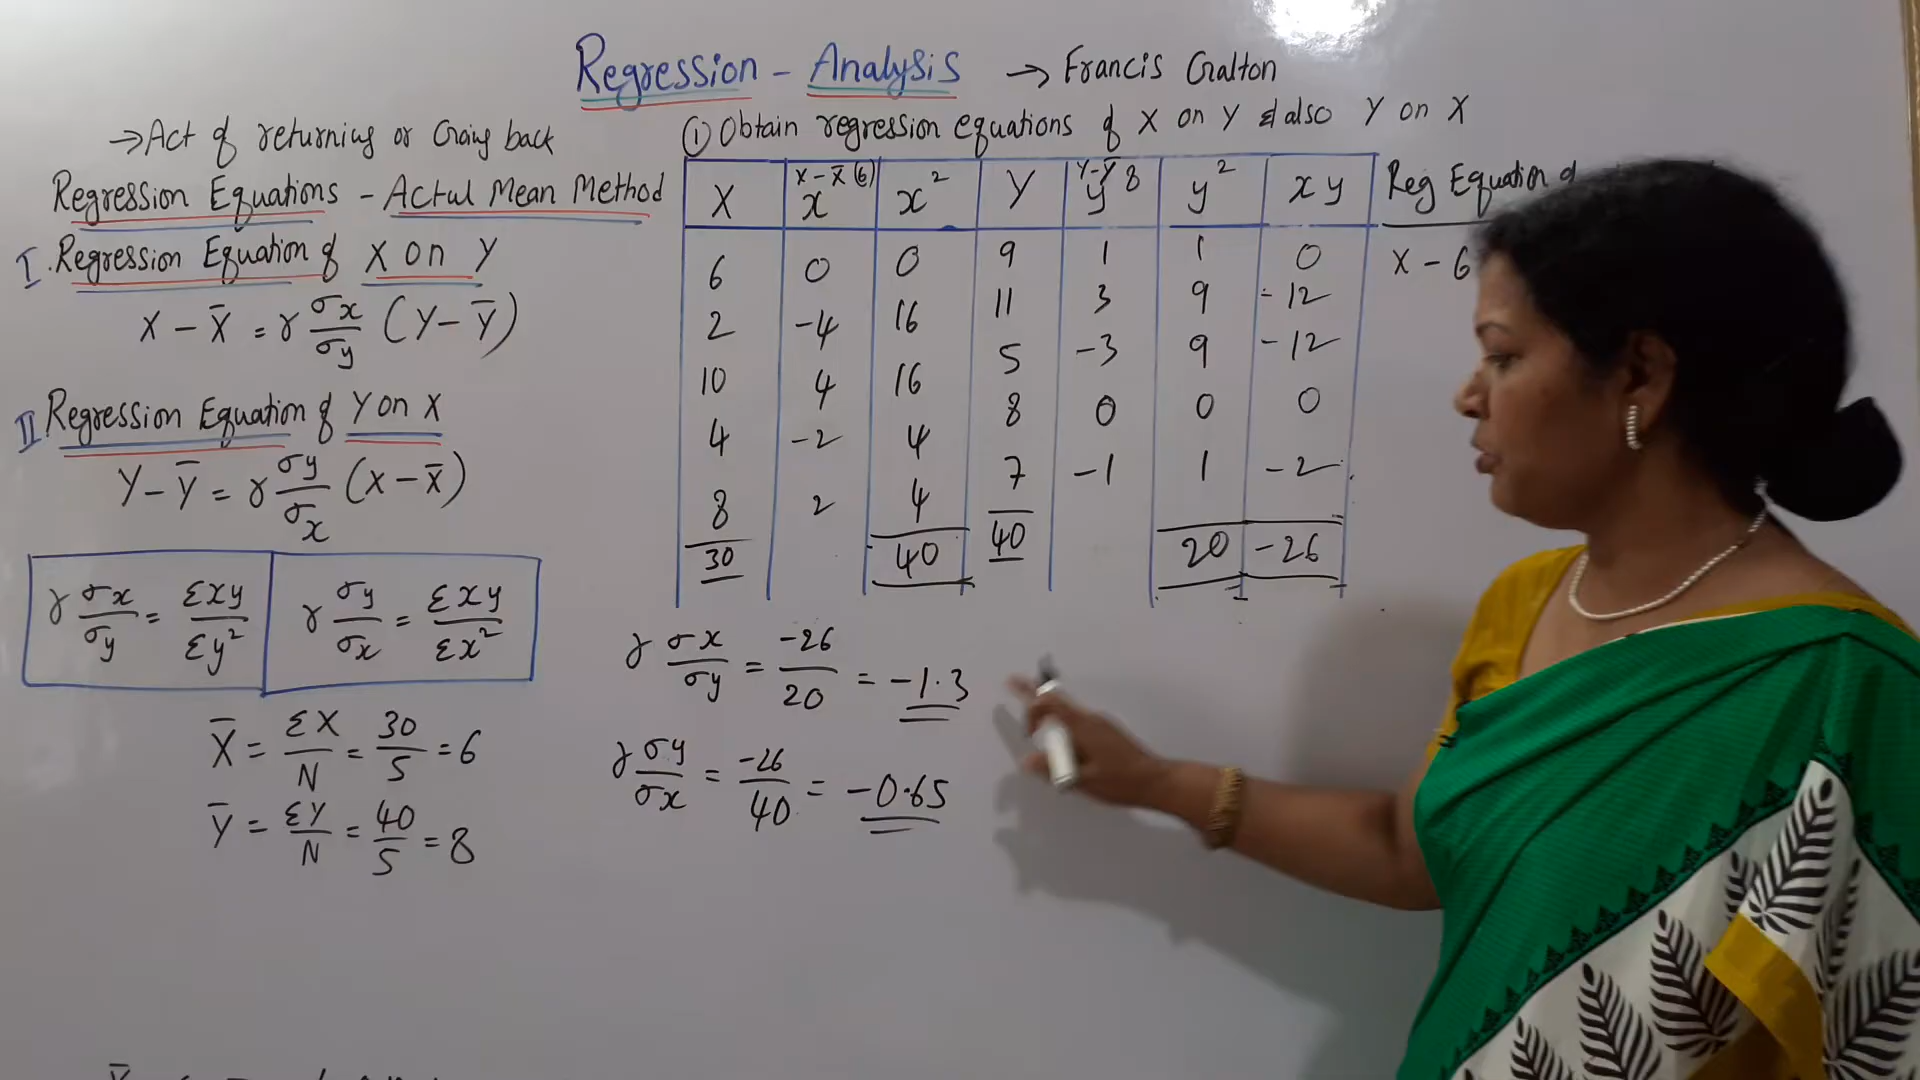 Regression - Analysis → Francis Galton
→ Act of returning or Going back
Regression Equations - Actul Mean Method
I. Regression Equation of X on Y
X - X̄ = r σx/σy (Y - Ȳ)
II Regression Equation of Y on X
Y - Ȳ = r σy/σx (X - X̄)
r σx/σy = Σxy/Σy² | r σy/σx = Σxy/Σx²
X̄ = ΣX/N = 30/5 = 6
Ȳ = ΣY/N = 40/5 = 8
① Obtain regression equations of X on Y & also Y on X
X | X - X̄ (6) x | x² | Y | Y - Ȳ 8 y | y² | xy
6 | 0 | 0 | 9 | 1 | 1 | 0
2 | -4 | 16 | 11 | 3 | 9 | -12
10 | 4 | 16 | 5 | -3 | 9 | -12
4 | -2 | 4 | 8 | 0 | 0 | 0
8 | 2 | 4 | 7 | -1 | 1 | -2
30 | 40 | 40 | 20 | -26
r σx/σy = -26/20 = -1.3
r σy/σx = -26/40 = -0.65
Reg Equation
X - 6